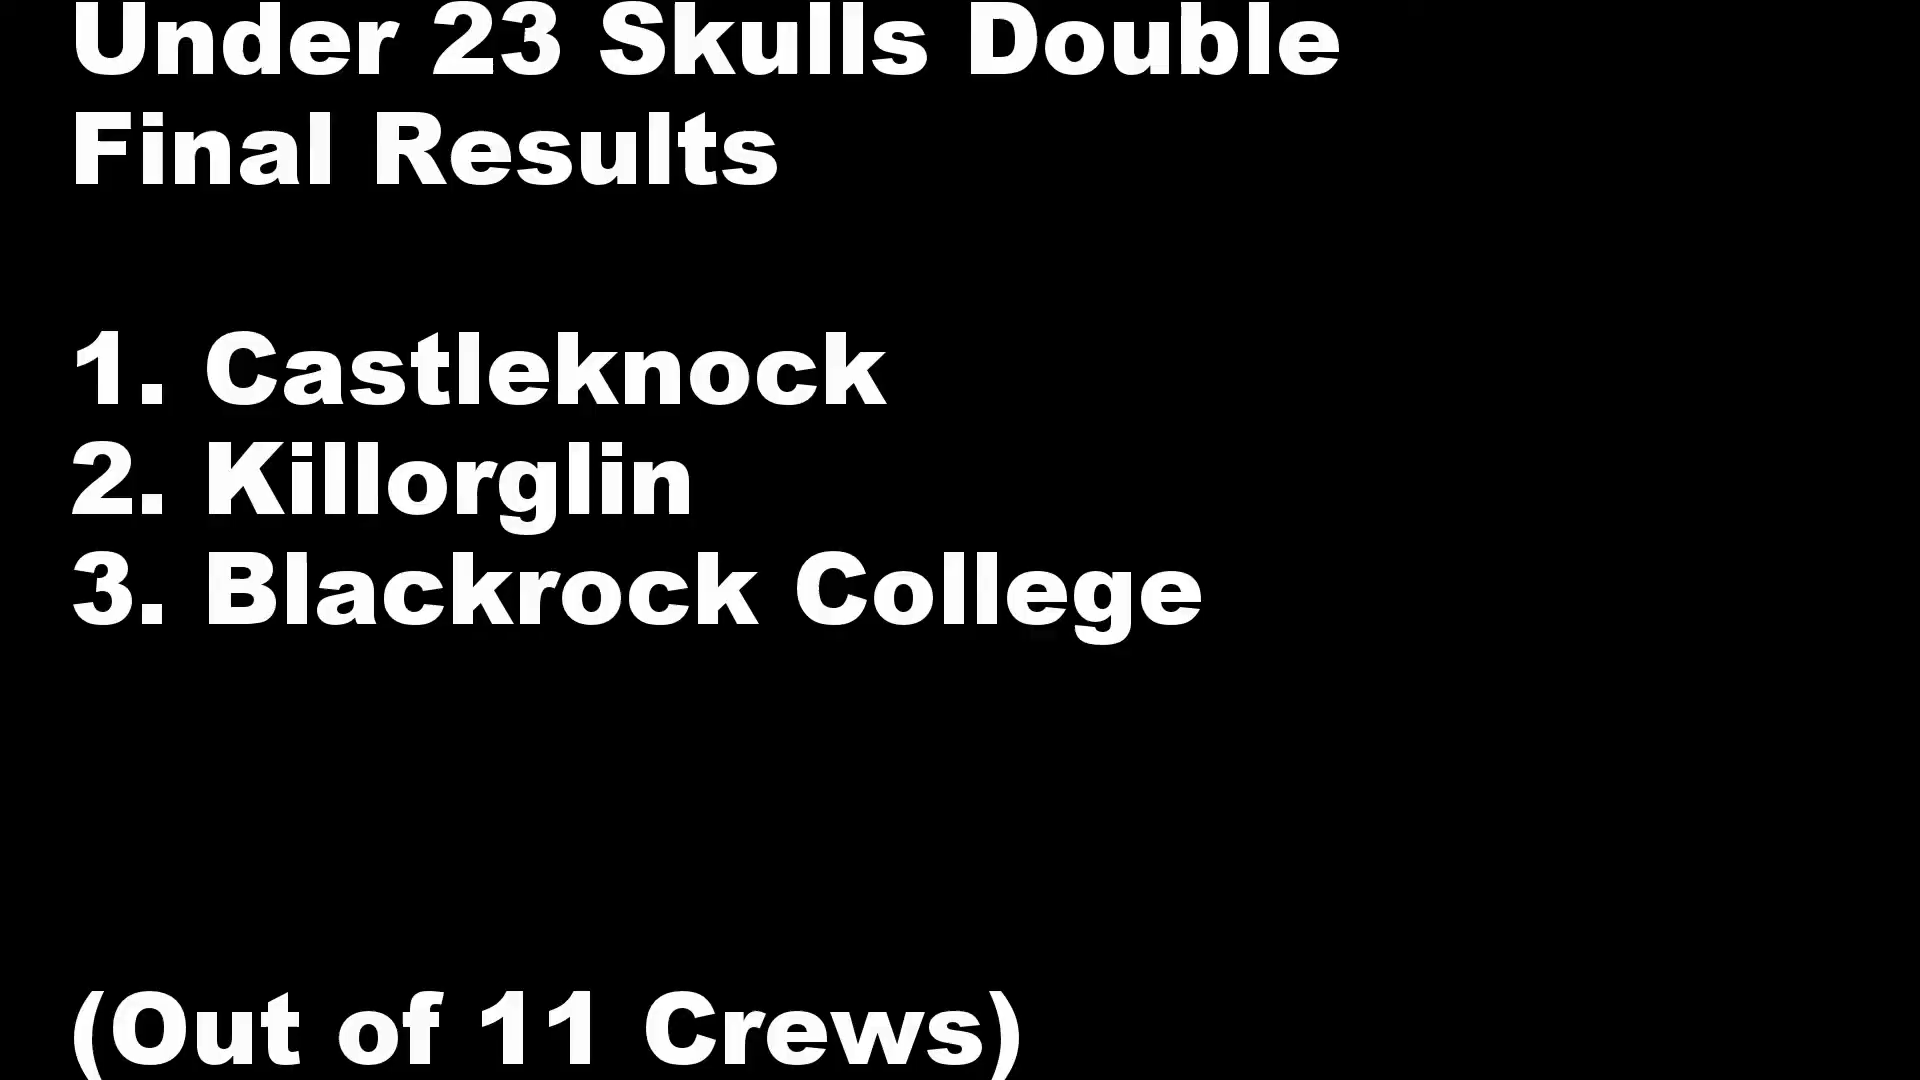 Under 23 Skulls Double
Final Results
1. Castleknock
2. Killorglin
3. Blackrock College
(Out of 11 Crews)